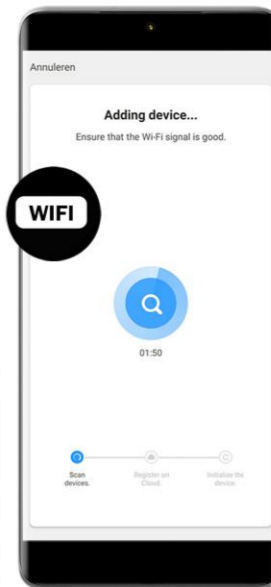 Annuleren
Adding device...
Ensure that the Wi-Fi signal is good.
WIFI
01:50
Scan
devices.
Register on
Cloud.
Initialize the
device.